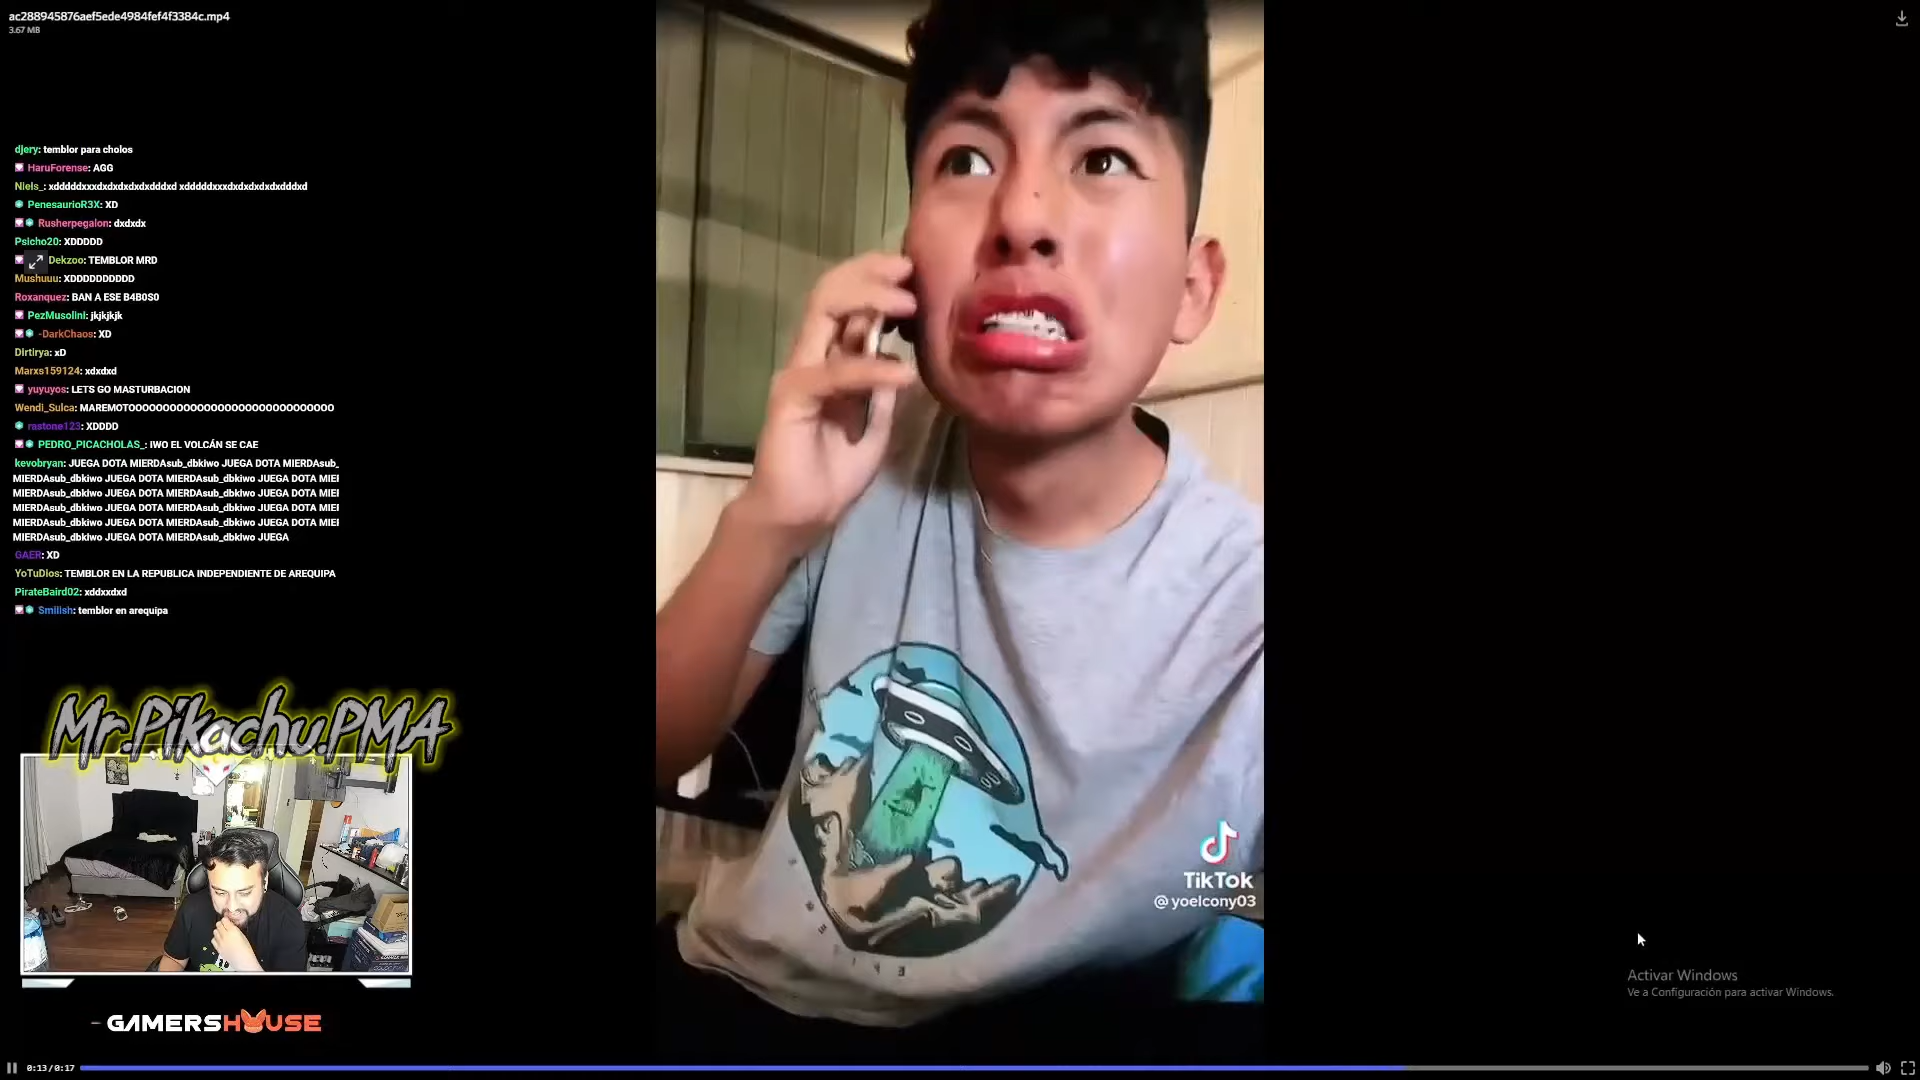 ac288945876aef5ede4984fef4f3384c.mp4
3.67 MB
djery: temblor para cholos
HaruForense: AGG
Niels_: xdddddxxxdxdxdxdxdxdddxd xdddddxxxdxdxdxdxdxdddxd
PenesaurioR3X: XD
Rusherpegalon: dxdxdx
Psicho20: XDDDDD
Dekzoo: TEMBLOR MRD
Mushuuu: XDDDDDDDDDD
Roxanquez: BAN A ESE B4B0S0
PezMusolini: jkjkjkjk
-DarkChaos: XD
Dirtirya: xD
Marxs159124: xdxdxd
yuyuyos: LETS GO MASTURBACION
Wendi_Sulca: MAREMOTOOOOOOOOOOOOOOOOOOOOOOOOOOOOOO
rastone123: XDDDD
PEDRO_PICACHOLAS_: IWO EL VOLCÁN SE CAE
kevobryan: JUEGA DOTA MIERDAsub_dbkiwo JUEGA DOTA MIERDAsub_
MIERDAsub_dbkiwo JUEGA DOTA MIERDAsub_dbkiwo JUEGA DOTA MIEI
MIERDAsub_dbkiwo JUEGA DOTA MIERDAsub_dbkiwo JUEGA DOTA MIEI
MIERDAsub_dbkiwo JUEGA DOTA MIERDAsub_dbkiwo JUEGA DOTA MIEI
MIERDAsub_dbkiwo JUEGA DOTA MIERDAsub_dbkiwo JUEGA DOTA MIEI
MIERDAsub_dbkiwo JUEGA DOTA MIERDAsub_dbkiwo JUEGA
GAER: XD
YoTuDios: TEMBLOR EN LA REPUBLICA INDEPENDIENTE DE AREQUIPA
PirateBaird02: xddxxdxd
Smilish: temblor en arequipa
Mr.Pikachu.PMA
GAMERSHOUSE
TikTok
@yoelcony03
Activar Windows
Ve a Configuración para activar Windows.
0:13/0:17